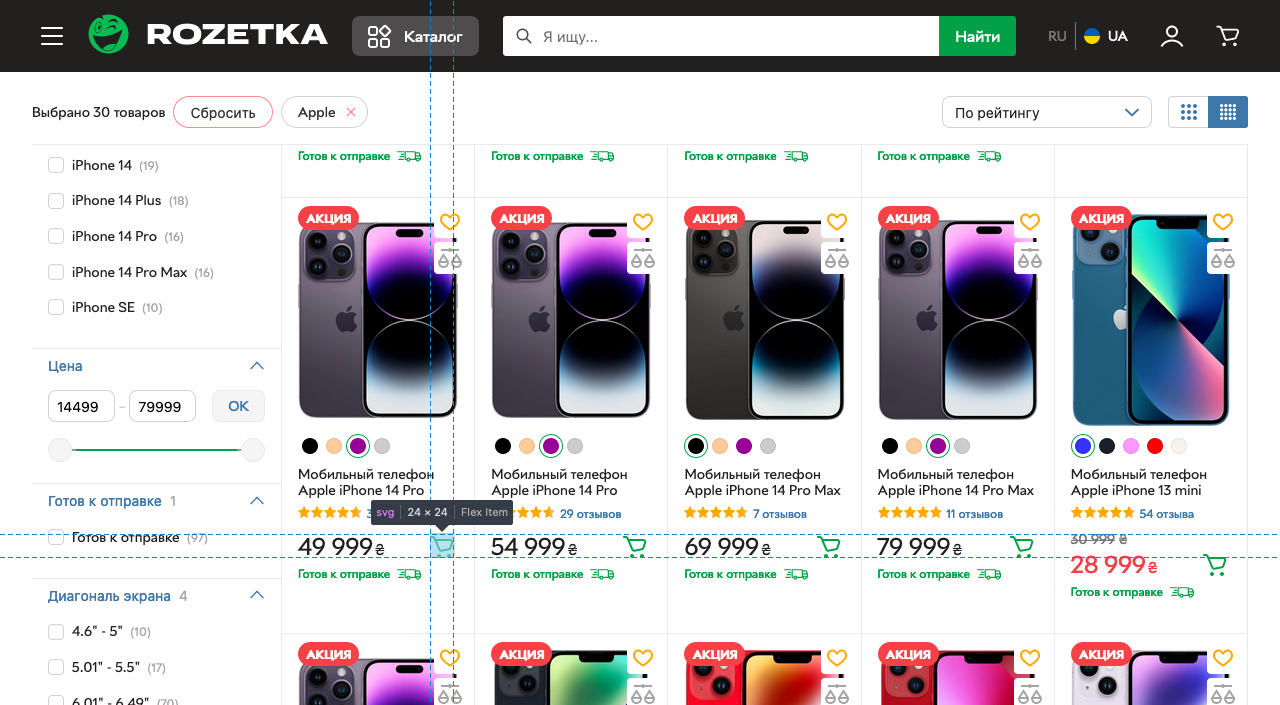 ROZETKA
Каталог
Я ищу...
Найти
RU
UA
Выбрано 30 товаров
Сбросить
Apple
По рейтингу
iPhone 14 (19)
iPhone 14 Plus (18)
iPhone 14 Pro (16)
iPhone 14 Pro Max (16)
iPhone SE (10)
Цена
14499 – 79999 OK
Готов к отправке 1
Готов к отправке (97)
Диагональ экрана 4
4.6" - 5" (10)
5.01" - 5.5" (17)
6.01" - 6.49" (70)
Готов к отправке
Готов к отправке
Готов к отправке
Готов к отправке
АКЦИЯ
Мобильный телефон
Apple iPhone 14 Pro
svg 24 × 24 Flex Item
49 999₴
Готов к отправке
АКЦИЯ
Мобильный телефон
Apple iPhone 14 Pro
29 отзывов
54 999₴
Готов к отправке
АКЦИЯ
Мобильный телефон
Apple iPhone 14 Pro Max
7 отзывов
69 999₴
Готов к отправке
АКЦИЯ
Мобильный телефон
Apple iPhone 14 Pro Max
11 отзывов
79 999₴
Готов к отправке
АКЦИЯ
Мобильный телефон
Apple iPhone 13 mini
54 отзыва
30 999 ₴
28 999₴
Готов к отправке
АКЦИЯ
АКЦИЯ
АКЦИЯ
АКЦИЯ
АКЦИЯ